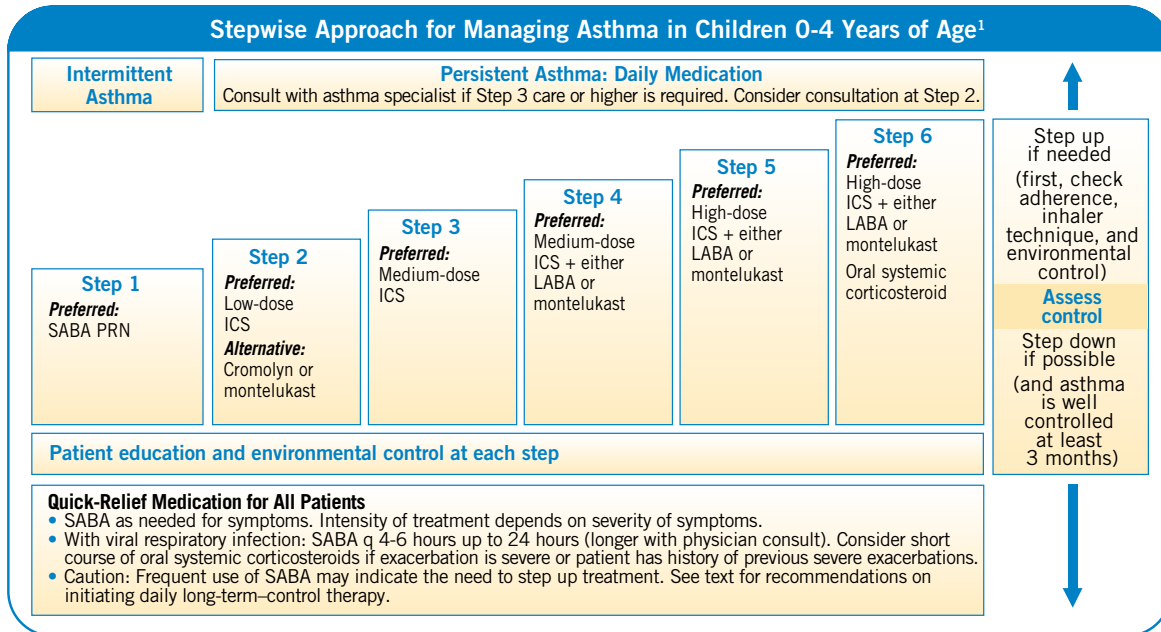 Stepwise Approach for Managing Asthma in Children 0-4 Years of Age¹
Intermittent
Asthma
Persistent Asthma: Daily Medication
Consult with asthma specialist if Step 3 care or higher is required. Consider consultation at Step 2.
Step 1
Preferred:
SABA PRN
Step 2
Preferred:
Low-dose
ICS
Alternative:
Cromolyn or
montelukast
Step 3
Preferred:
Medium-dose
ICS
Step 4
Preferred:
Medium-dose
ICS + either
LABA or
montelukast
Step 5
Preferred:
High-dose
ICS + either
LABA or
montelukast
Step 6
Preferred:
High-dose
ICS + either
LABA or
montelukast
Oral systemic
corticosteroid
Step up
if needed
(first, check
adherence,
inhaler
technique, and
environmental
control)
Assess
control
Step down
if possible
(and asthma
is well
controlled
at least
3 months)
Patient education and environmental control at each step
Quick-Relief Medication for All Patients
• SABA as needed for symptoms. Intensity of treatment depends on severity of symptoms.
• With viral respiratory infection: SABA q 4-6 hours up to 24 hours (longer with physician consult). Consider short
course of oral systemic corticosteroids if exacerbation is severe or patient has history of previous severe exacerbations.
• Caution: Frequent use of SABA may indicate the need to step up treatment. See text for recommendations on
initiating daily long-term–control therapy.